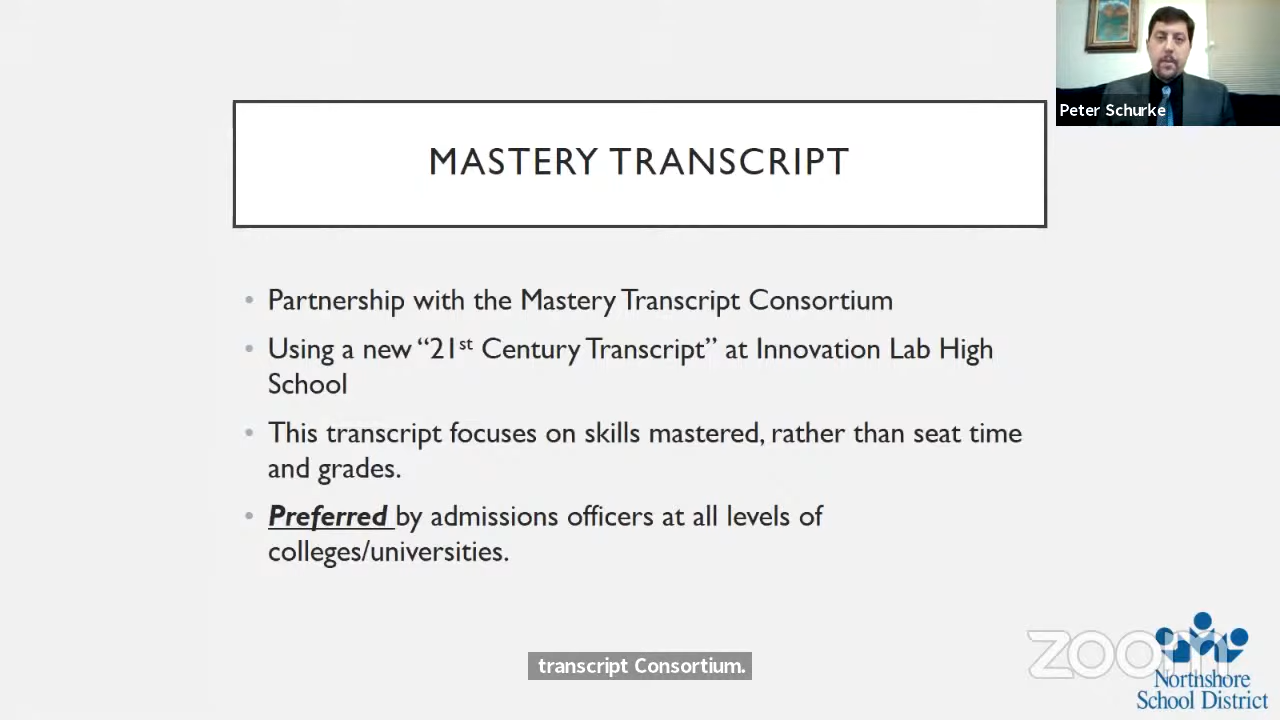 Peter Schurke
MASTERY TRANSCRIPT
• Partnership with the Mastery Transcript Consortium
• Using a new “21st Century Transcript” at Innovation Lab High
School
• This transcript focuses on skills mastered, rather than seat time
and grades.
• Preferred by admissions officers at all levels of
colleges/universities.
transcript Consortium.
zoom
Northshore
School District